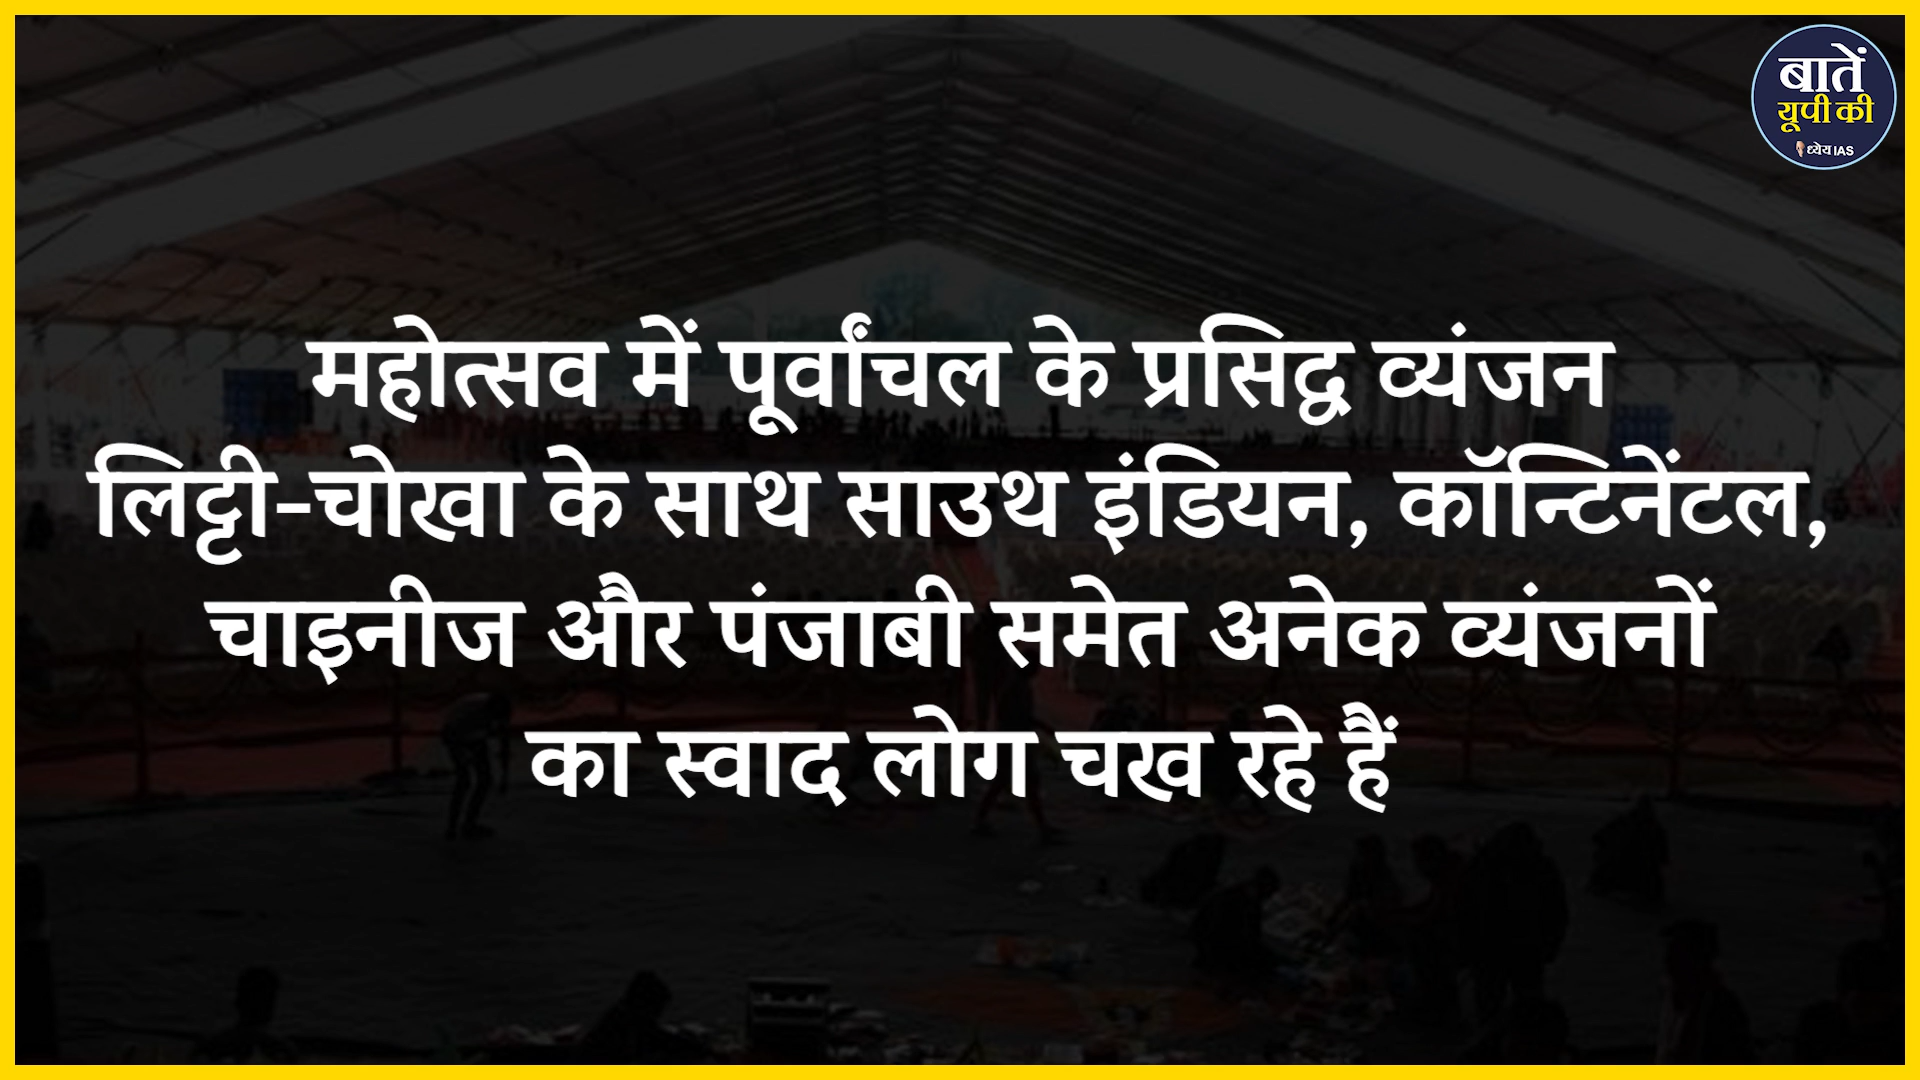 बातें
यूपी की
ध्येय IAS
महोत्सव में पूर्वांचल के प्रसिद्ध व्यंजन
लिट्टी-चोखा के साथ साउथ इंडियन, कॉन्टिनेंटल,
चाइनीज और पंजाबी समेत अनेक व्यंजनों
का स्वाद लोग चख रहे हैं